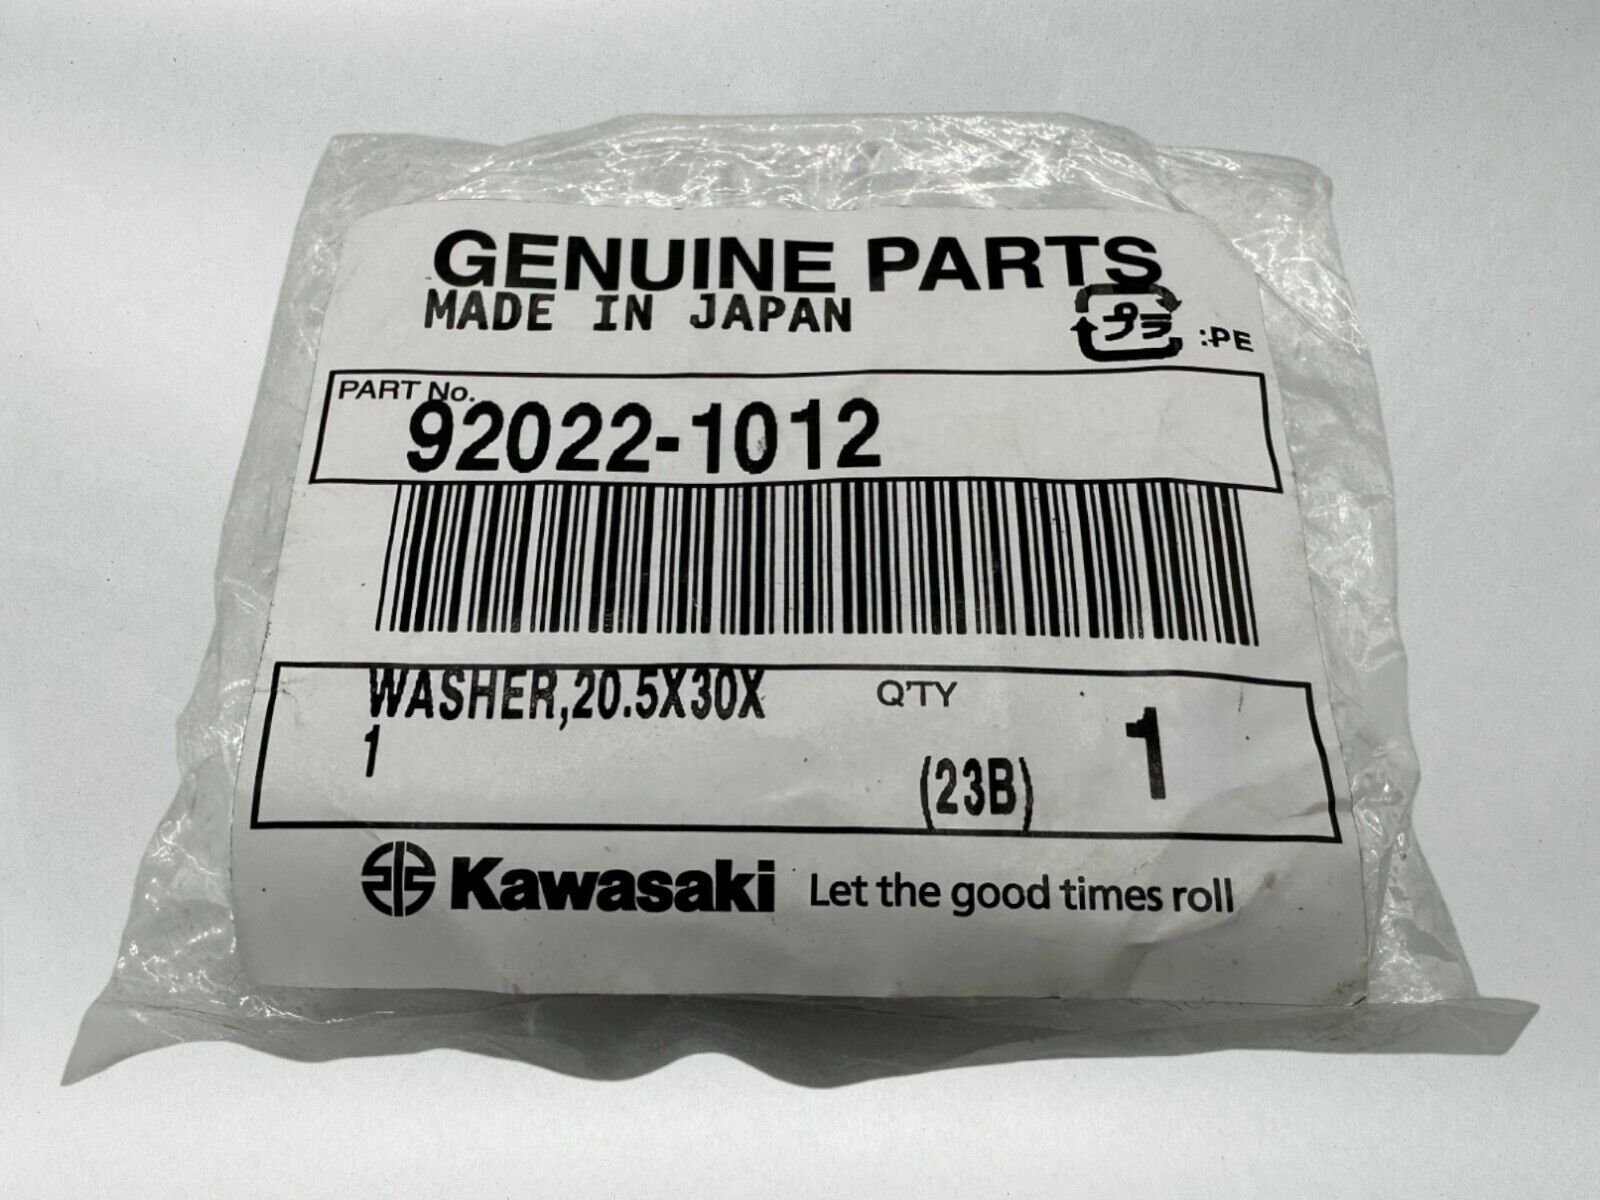 GENUINE PARTS
MADE IN JAPAN
プラ :PE
PART No.
92022-1012
WASHER,20.5X30X Q'TY
1
(23B) 1
Kawasaki Let the good times roll